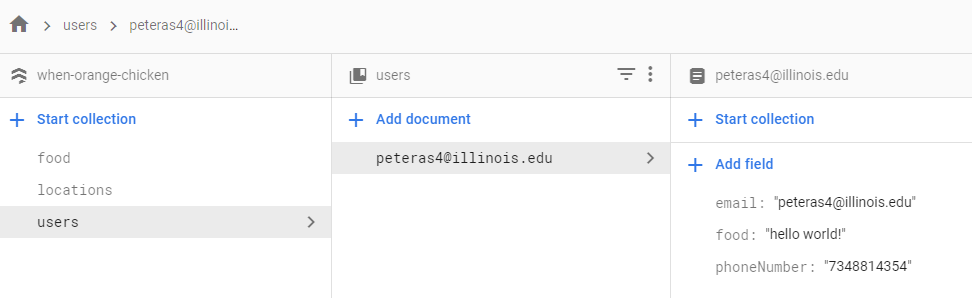 users peteras4@illinoi...
when-orange-chicken
Start collection
food
locations
users
users
Add document
peteras4@illinois.edu
peteras4@illinois.edu
Start collection
Add field
email: "peteras4@illinois.edu"
food: "hello world!"
phoneNumber: "7348814354"